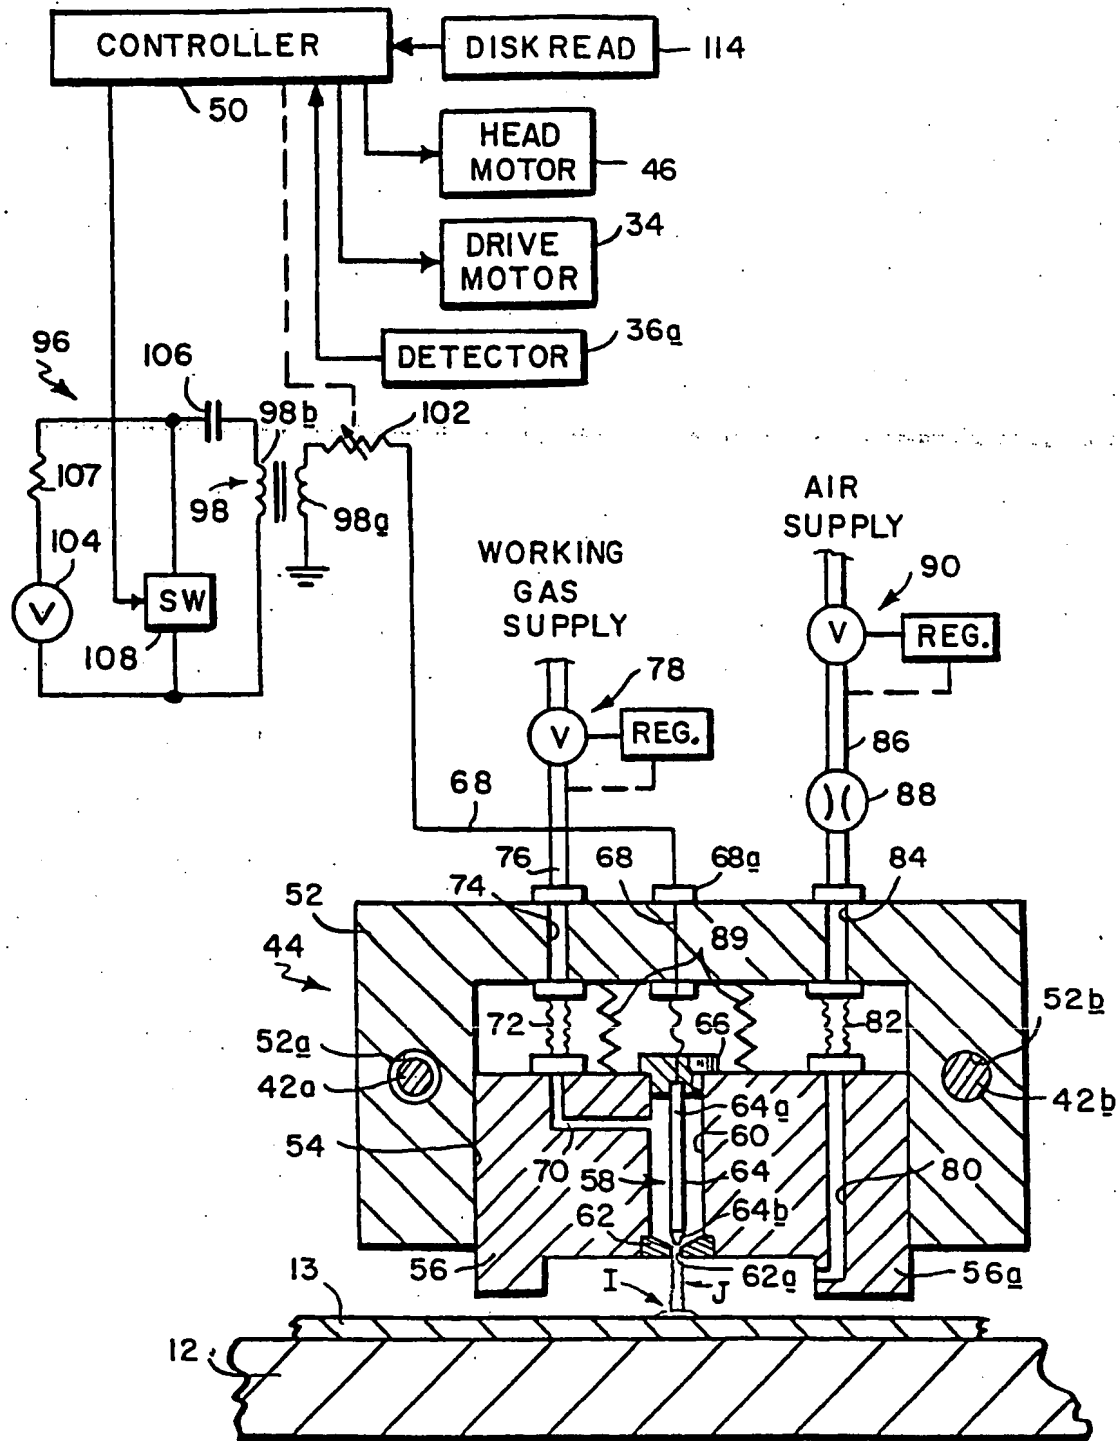 CONTROLLER
DISK READ
114
50
HEAD
MOTOR
46
34
DRIVE
MOTOR
36a
DETECTOR
96
106
98b
102
107
98
98a
104
V
SW
108
WORKING
GAS
SUPPLY
AIR
SUPPLY
90
V
REG.
78
V
REG.
86
88
68
76
68
68a
74
84
52
89
44
72
66
82
52b
52a
42a
64a
42b
54
60
70
58
64
80
62
64b
56
62a
56a
I
J
13
12